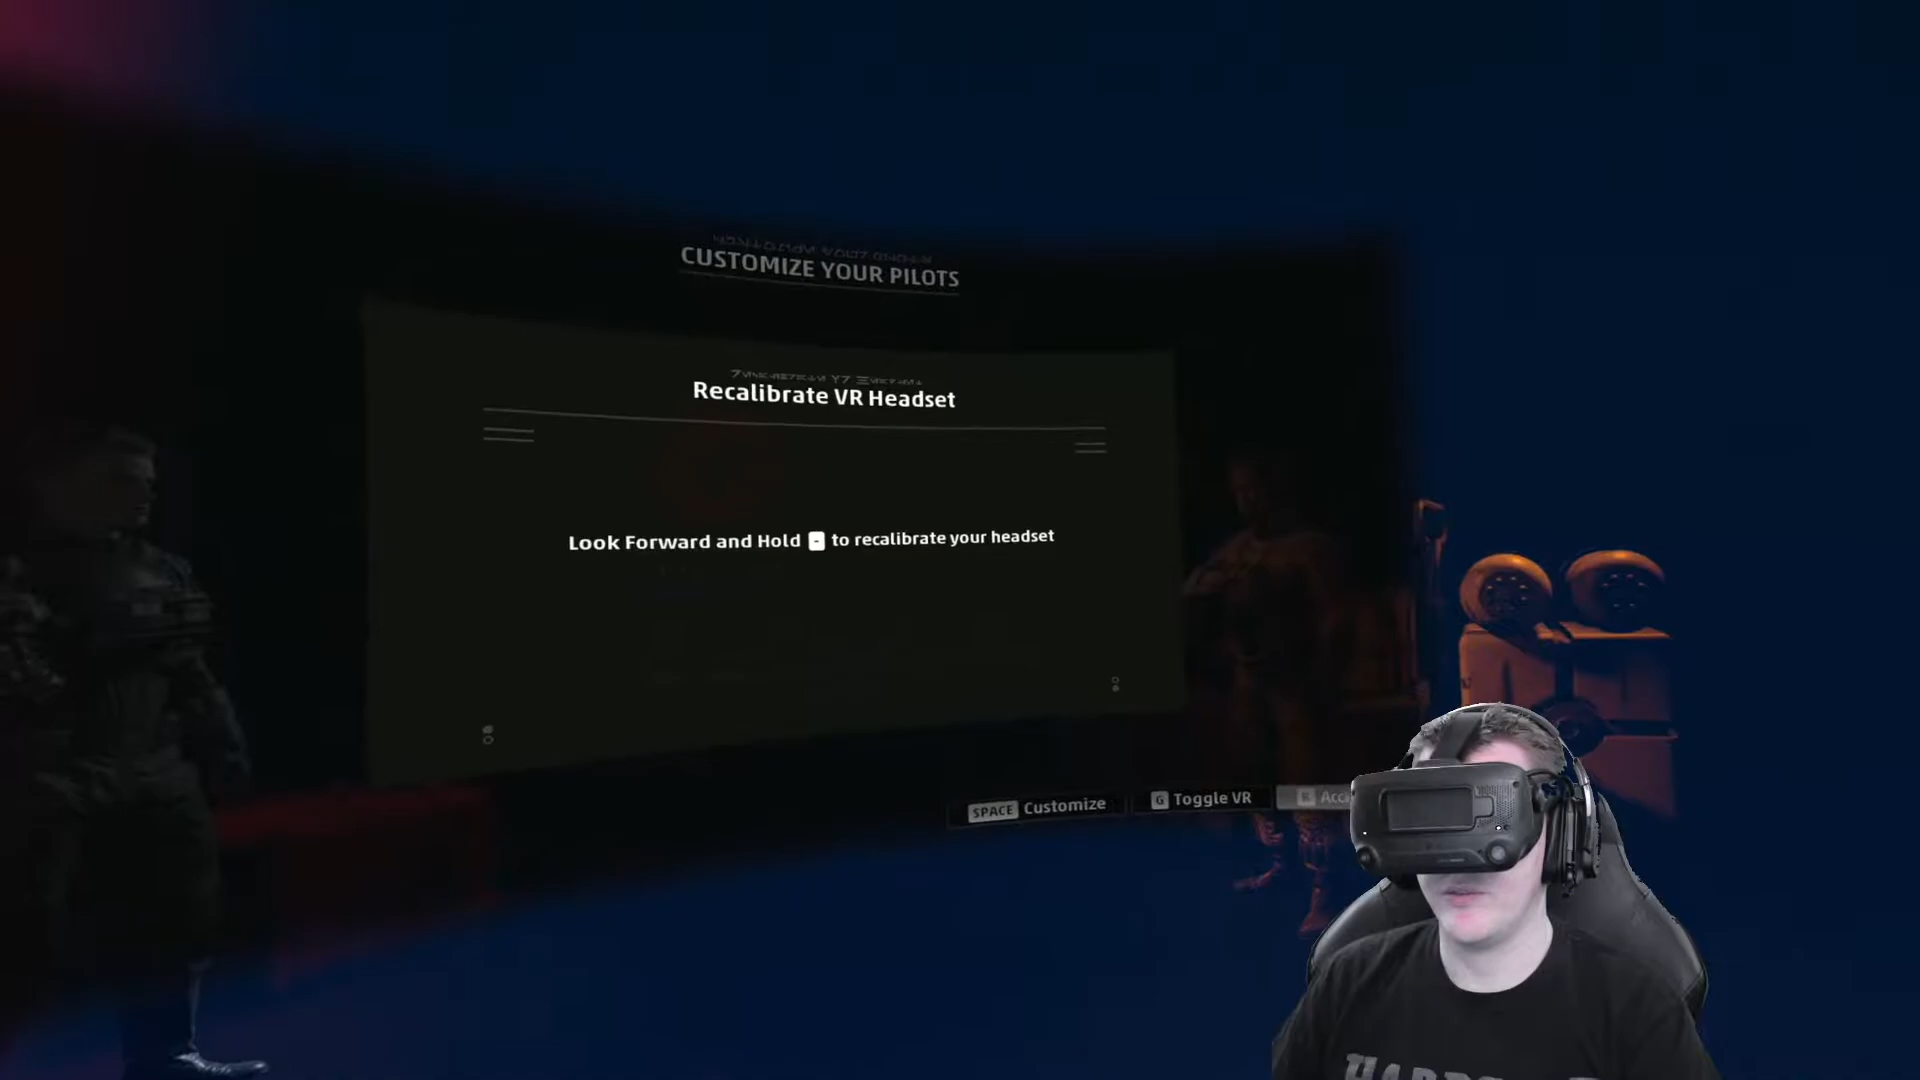 CUSTOMIZE YOUR PILOTS
Recalibrate VR Headset
Look Forward and Hold - to recalibrate your headset
SPACE Customize
G Toggle VR
K